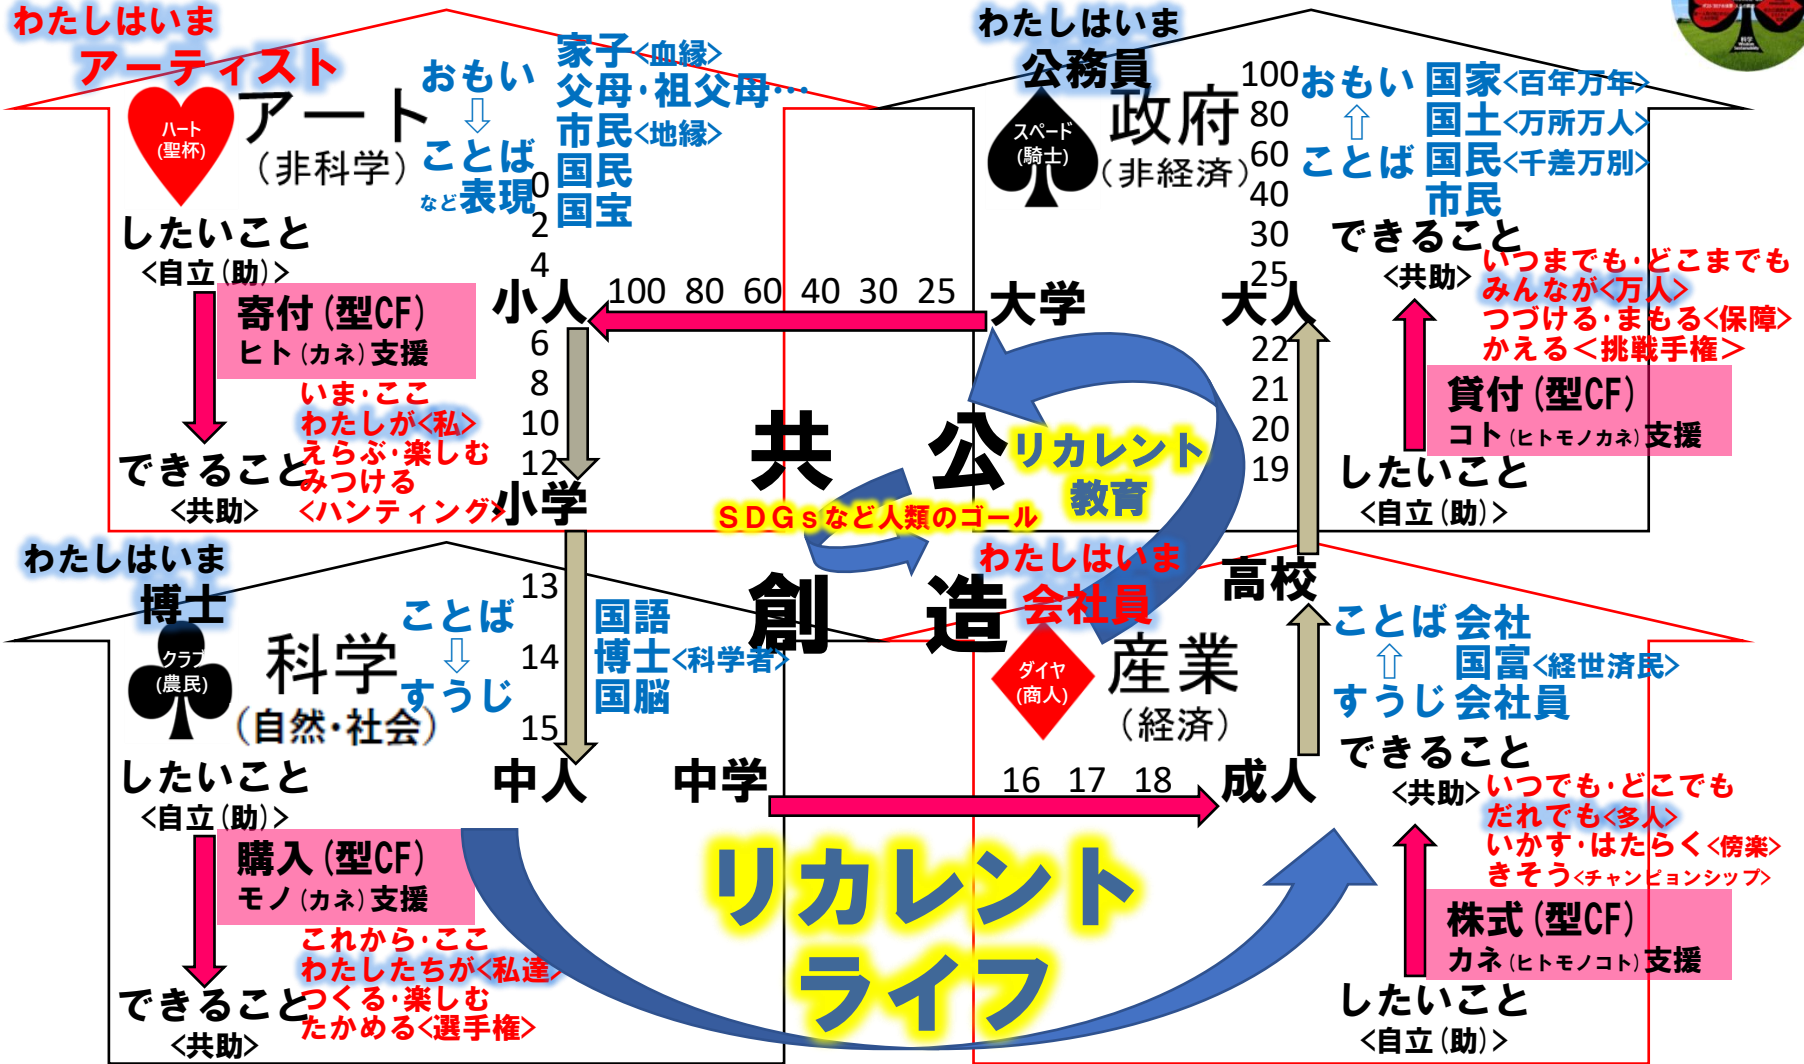 わたしはいま
アーティスト
ハート
(聖杯)
アート
(非科学)
おもい
⇩
ことば
など表現
家子<血縁>
父母・祖父母…
市民<地縁>
国民
国宝
したいこと
<自立(助)>
寄付(型CF)
ヒト(カネ)支援
いま・ここ
わたしが<私>
えらぶ・楽しむ
みつける
<ハンティング>
できること
<共助>
0
2
4
小人
6
8
10
12
小学
100 80 60 40 30 25
大学
わたしはいま
公務員
スペード
(騎士)
政府
(非経済)
100
80
60
40
30
25
大人
22
21
20
19
おもい
⇧
ことば
国家<百年万年>
国土<万所万人>
国民<千差万別>
市民
できること
<共助>
いつまでも・どこまでも
みんなが<万人>
つづける・まもる<保障>
かえる<挑戦手権>
貸付(型CF)
コト(ヒトモノカネ)支援
したいこと
<自立(助)>
共 公
創 造
SDGsなど人類のゴール
リカレント
教育
わたしはいま
博士
クラブ
(農民)
科学
(自然・社会)
ことば
⇩
すうじ
13
14
15
国語
博士<科学者>
国脳
中人
中学
したいこと
<自立(助)>
購入(型CF)
モノ(カネ)支援
これから・ここ
わたしたちが<私達>
つくる・楽しむ
たかめる<選手権>
できること
<共助>
わたしはいま
会社員
ダイヤ
(商人)
産業
(経済)
高校
ことば
⇧
すうじ
会社
国富<経世済民>
会社員
16 17 18
成人
できること
<共助>
いつでも・どこでも
だれでも<多人>
いかす・はたらく<傍楽>
きそう<チャンピョンシップ>
株式(型CF)
カネ(ヒトモノコト)支援
したいこと
<自立(助)>
リカレント
ライフ